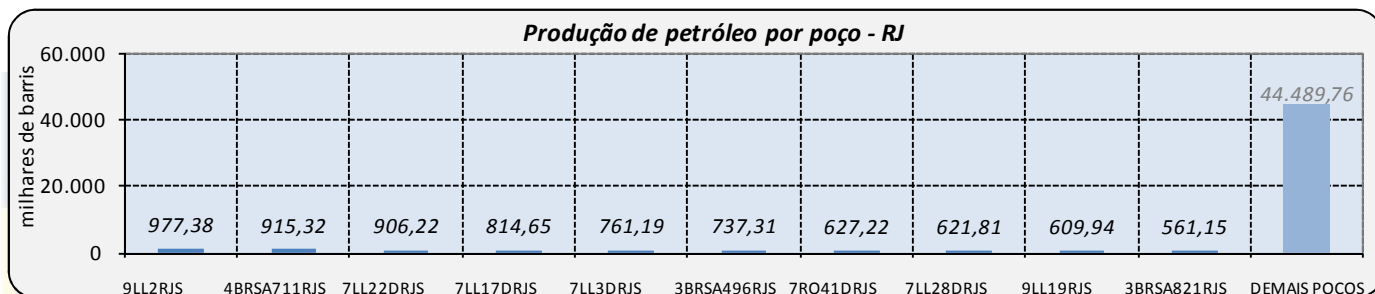 Produção de petróleo por poço - RJ
milhares de barris
60.000
40.000
20.000
0
44.489,76
977,38 915,32 906,22 814,65 761,19 737,31 627,22 621,81 609,94 561,15
9LL2RJS 4BRSA711RJS 7LL22DRJS 7LL17DRJS 7LL3DRJS 3BRSA496RJS 7RO41DRJS 7LL28DRJS 9LL19RJS 3BRSA821RJS DEMAIS POCOS